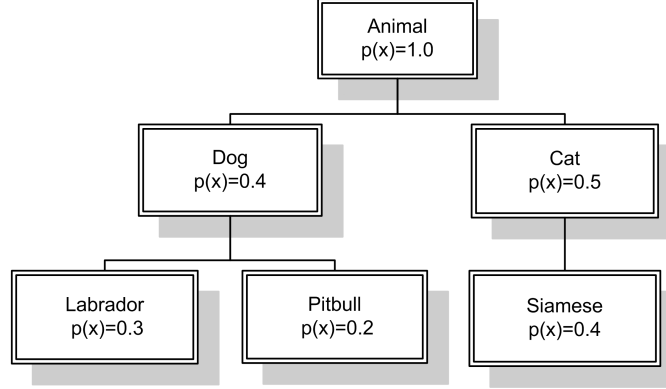 Animal
p(x)=1.0
Dog
p(x)=0.4
Cat
p(x)=0.5
Labrador
p(x)=0.3
Pitbull
p(x)=0.2
Siamese
p(x)=0.4